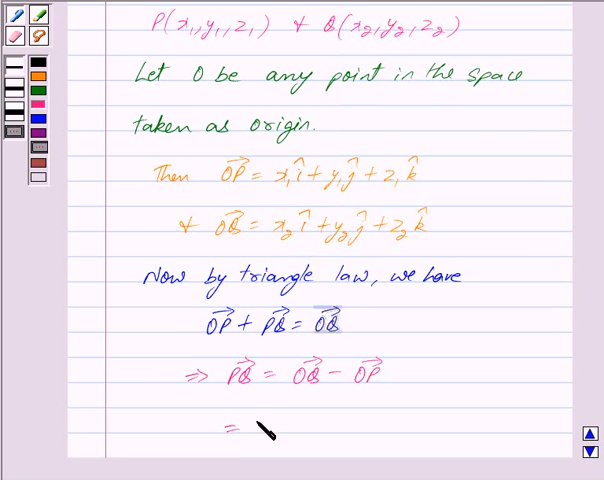 P(x₁,y₁,z₁) & Q(x₂,y₂,z₂)
Let O be any point in the space
taken as origin.
Then OP⃗ = x₁î + y₁ĵ + z₁k̂
& OQ⃗ = x₂î + y₂ĵ + z₂k̂
Now by triangle law, we have
OP⃗ + PQ⃗ = OQ⃗
⇒ PQ⃗ = OQ⃗ − OP⃗
=